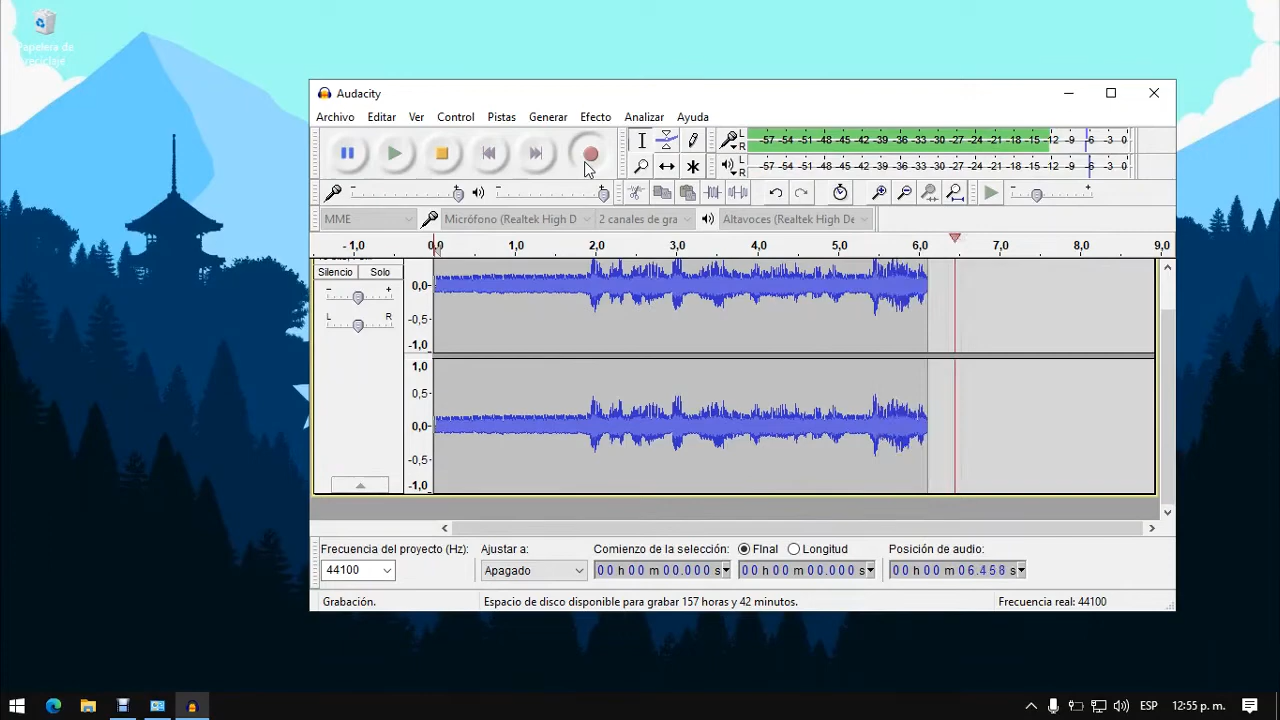 Papelera de
reciclaje
Audacity
Archivo Editar Ver Control Pistas Generar Efecto Analizar Ayuda
L -57 -54 -51 -48 -45 -42 -39 -36 -33 -30 -27 -24 -21 -18 -15 -12 -9 -6 -3 0
R
L -57 -54 -51 -48 -45 -42 -39 -36 -33 -30 -27 -24 -21 -18 -15 -12 -9 -6 -3 0
R
MME Micrófono (Realtek High D 2 canales de gra Altavoces (Realtek High De
-1,0 0,0 1,0 2,0 3,0 4,0 5,0 6,0 7,0 8,0 9,0
Silencio Solo
- +
L R
0,0-
-0,5-
-1,0
1,0
0,5-
0,0-
-0,5-
-1,0
Frecuencia del proyecto (Hz): Ajustar a: Comienzo de la selección: FInal Longitud Posición de audio:
44100 Apagado 00 h 00 m 00.000 s 00 h 00 m 00.000 s 00 h 00 m 06.458 s
Grabación. Espacio de disco disponible para grabar 157 horas y 42 minutos. Frecuencia real: 44100
ESP 12:55 p. m.